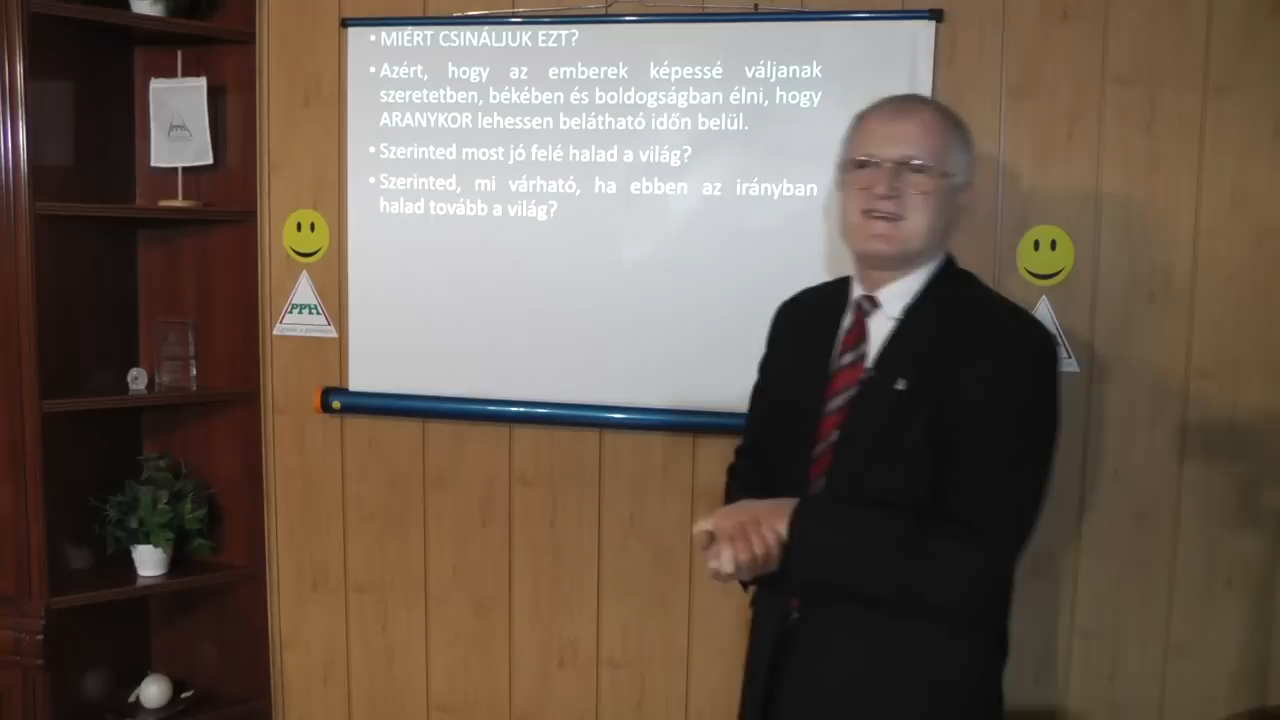 • MIÉRT CSINÁLJUK EZT?
• Azért, hogy az emberek képessé váljanak
szeretetben, békében és boldogságban élni, hogy
ARANYKOR lehessen belátható időn belül.
• Szerinted most jó felé halad a világ?
• Szerinted, mi várható, ha ebben az irányban
halad tovább a világ?
PPH